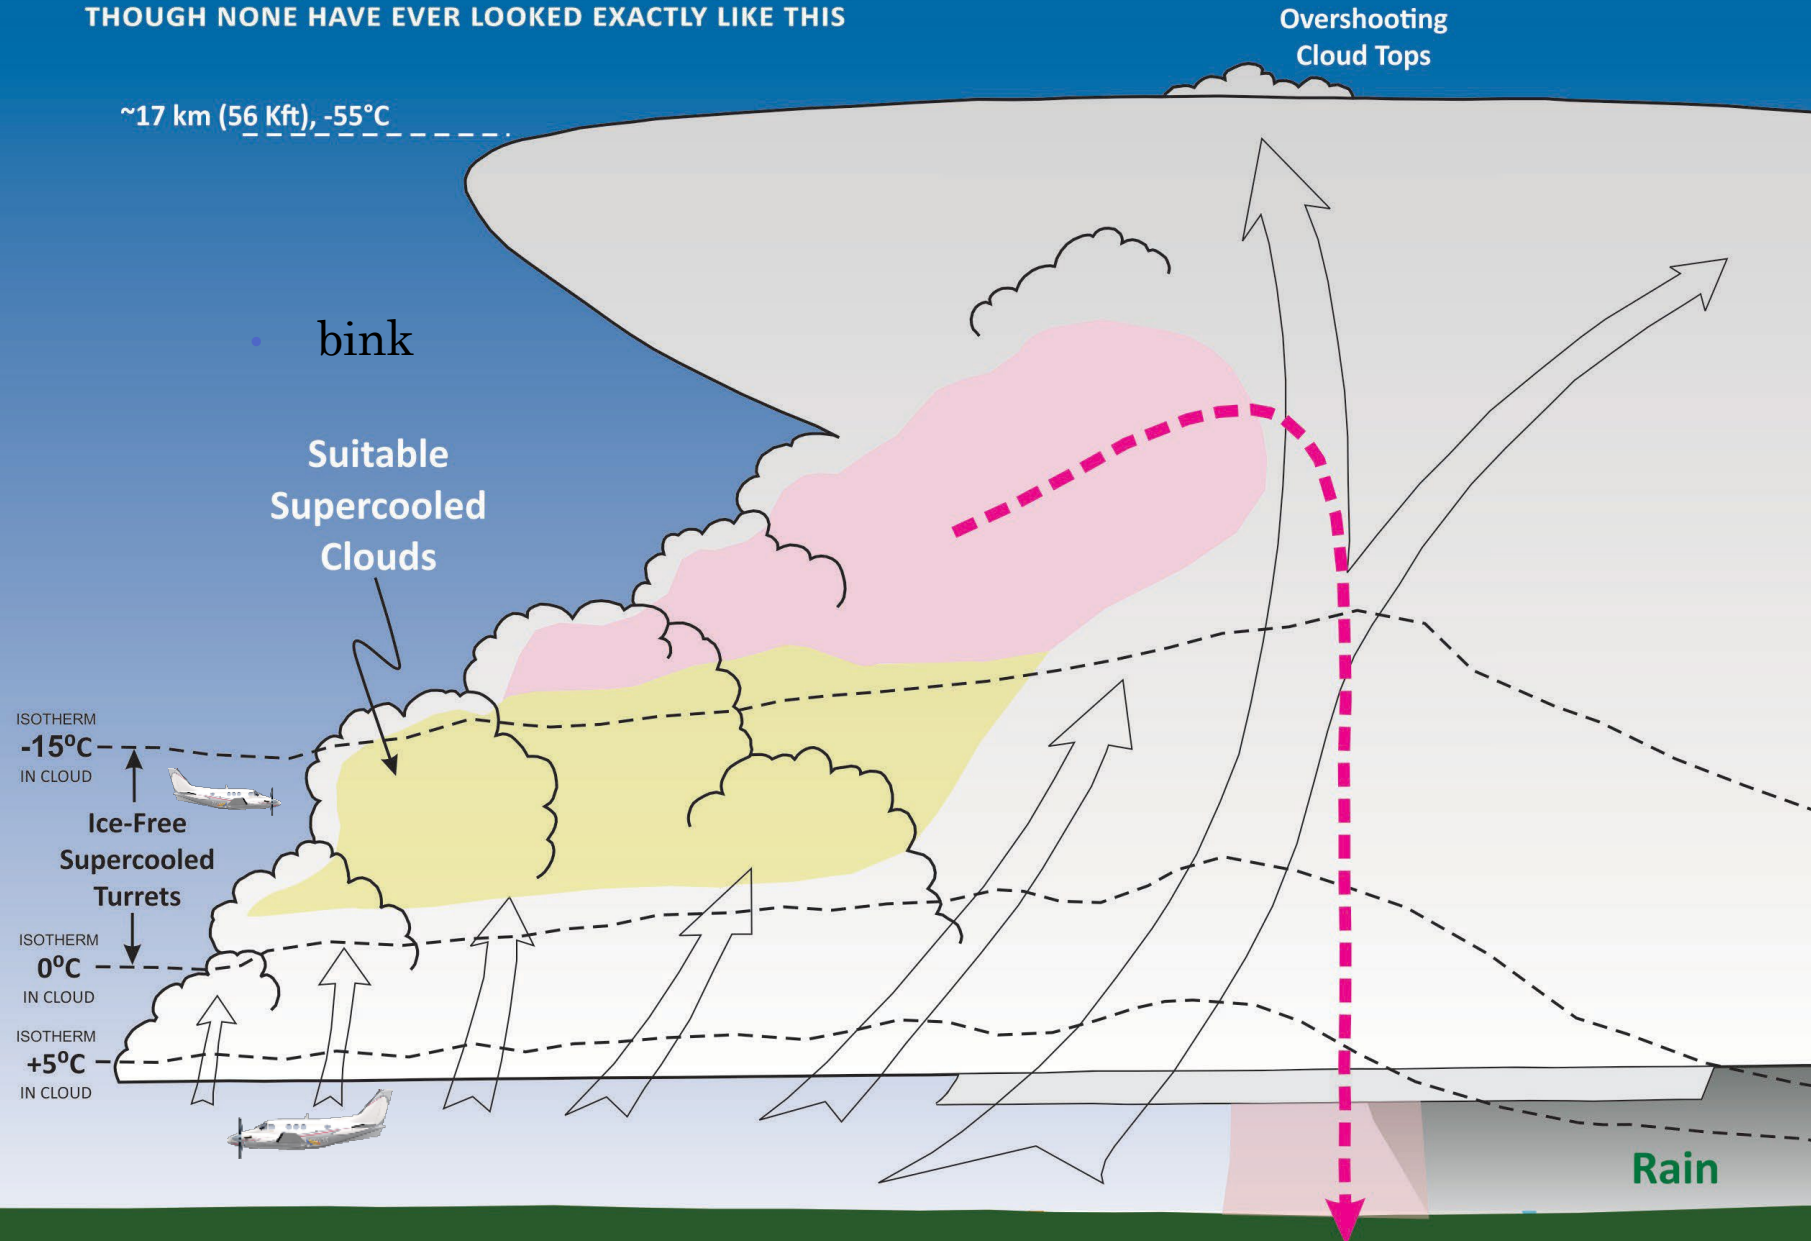 THOUGH NONE HAVE EVER LOOKED EXACTLY LIKE THIS
Overshooting
Cloud Tops
~17 km (56 Kft), -55°C
• bink
Suitable
Supercooled
Clouds
ISOTHERM
-15°C
IN CLOUD
Ice-Free
Supercooled
Turrets
ISOTHERM
0°C
IN CLOUD
ISOTHERM
+5°C
IN CLOUD
Rain